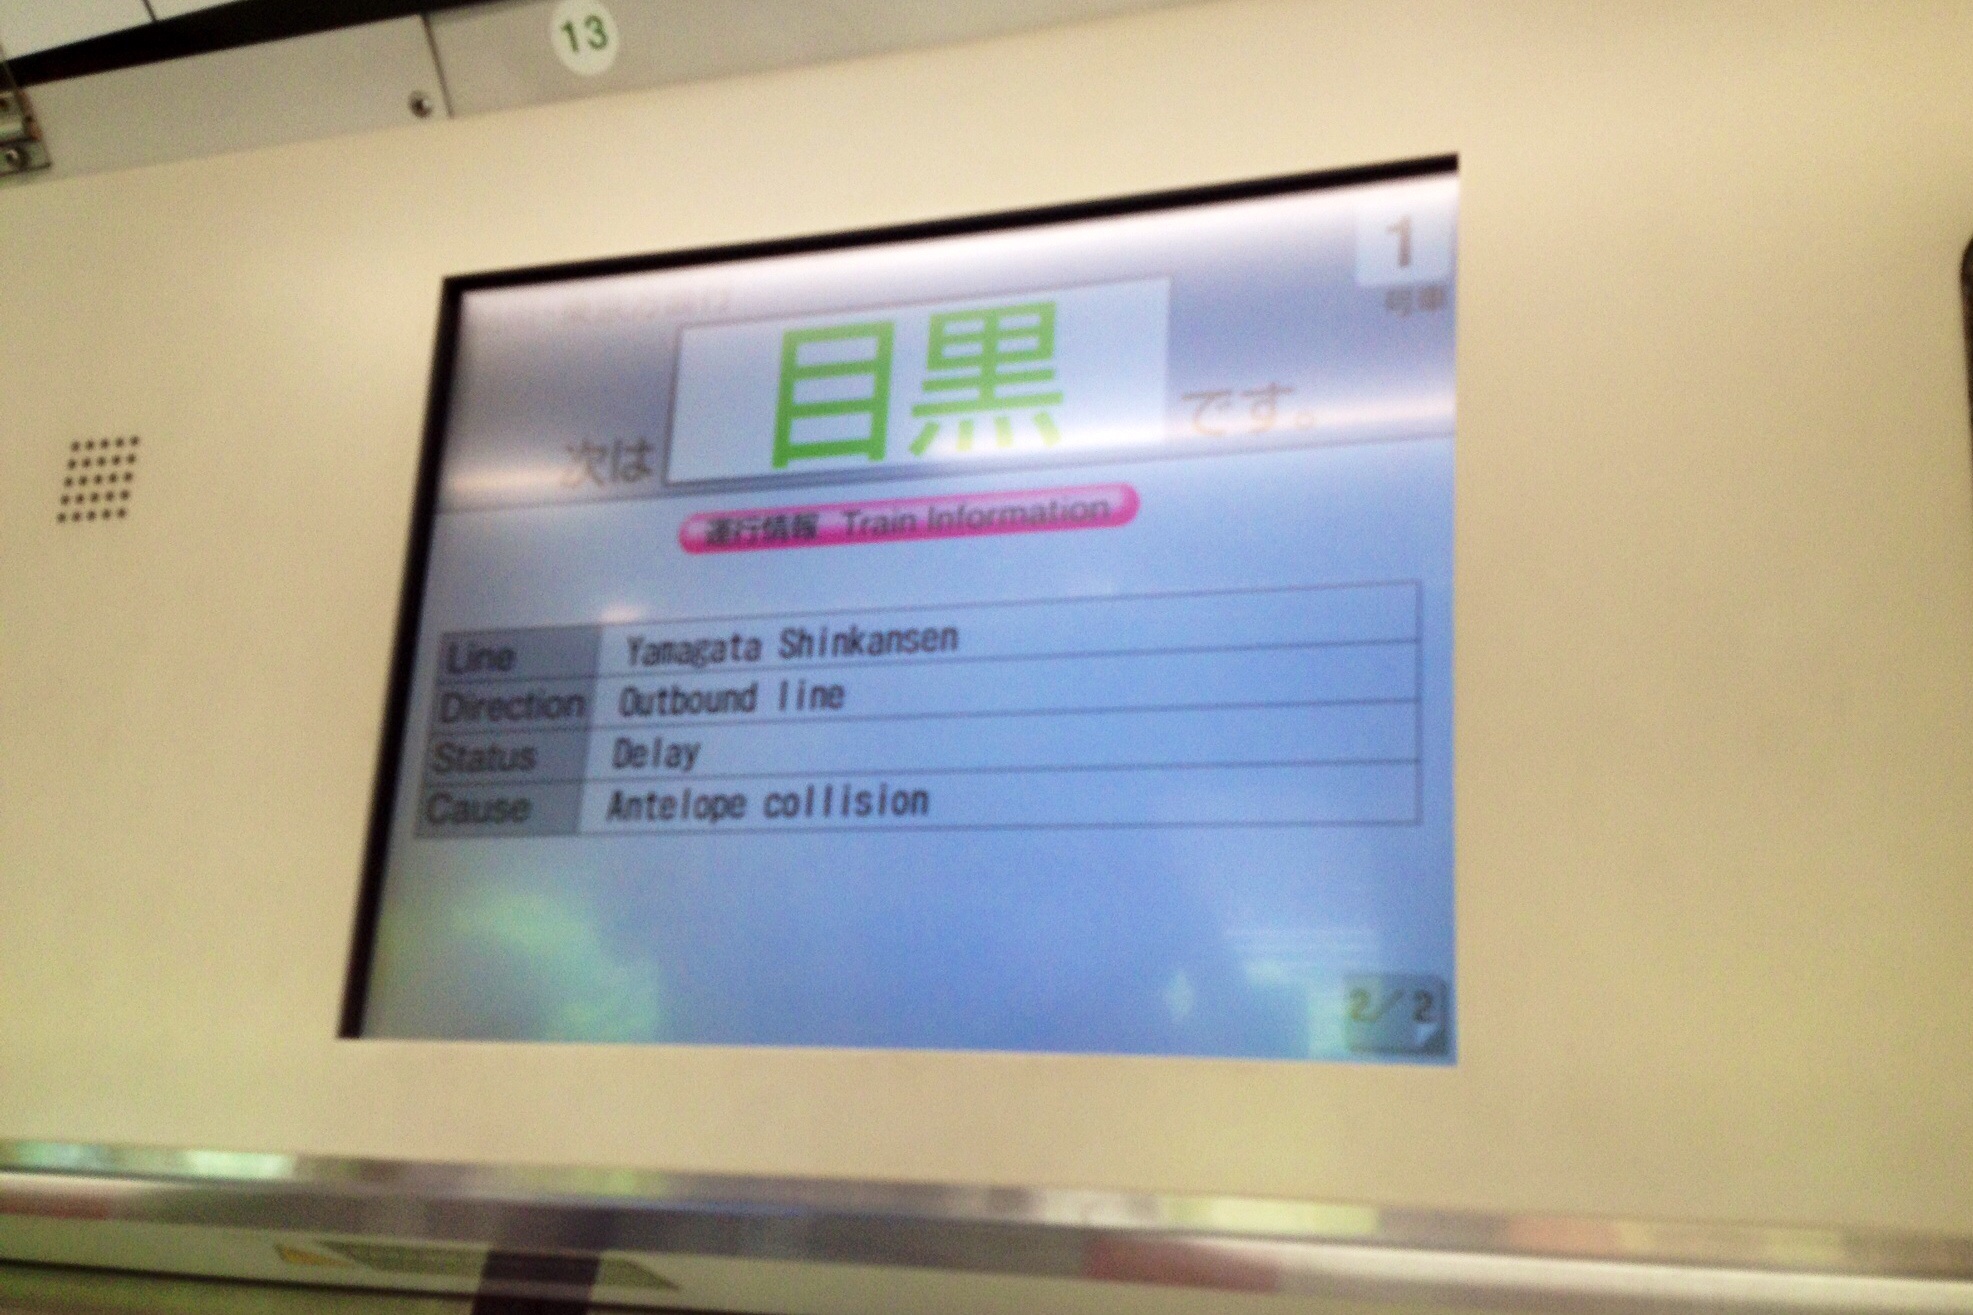 13
1
号車
次は 目黒 です。
運行情報 Train Information
Line Yamagata Shinkansen
Direction Outbound line
Status Delay
Cause Antelope collision
2/2